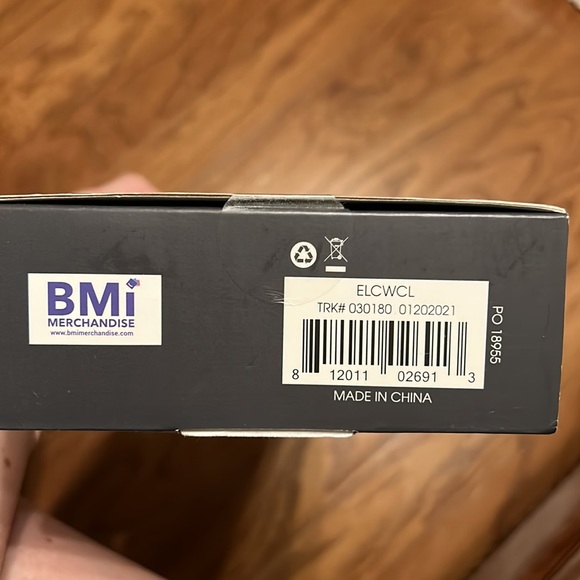 BMi
MERCHANDISE
www.bmimerchandise.com
ELCWCL
TRK# 030180 01202021
8 12011 02691 3
MADE IN CHINA
PO 18955